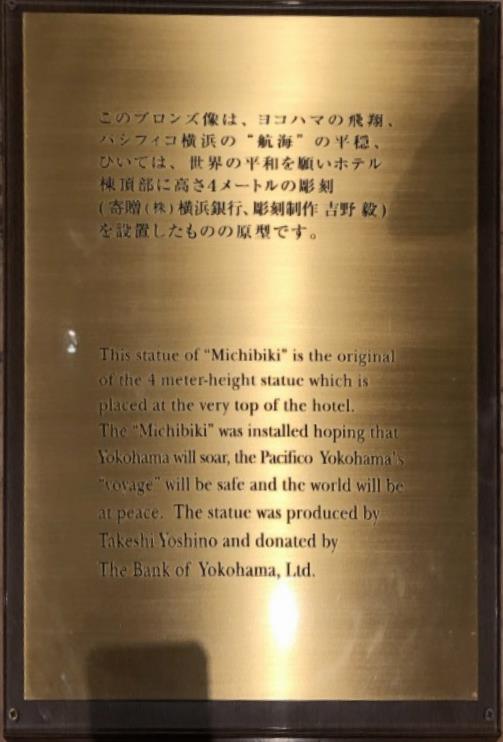 このブロンズ像は、ヨコハマの飛翔、
パシフィコ横浜の“航海”の平穏、
ひいては、世界の平和を願いホテル
棟頂部に高さ4メートルの彫刻
(寄贈(株)横浜銀行、彫刻制作 吉野 毅)
を設置したものの原型です。
This statue of “Michibiki” is the original
of the 4 meter-height statue which is
placed at the very top of the hotel.
The “Michibiki” was installed hoping that
Yokohama will soar, the Pacifico Yokohama's
“voyage” will be safe and the world will be
at peace. The statue was produced by
Takeshi Yoshino and donated by
The Bank of Yokohama, Ltd.